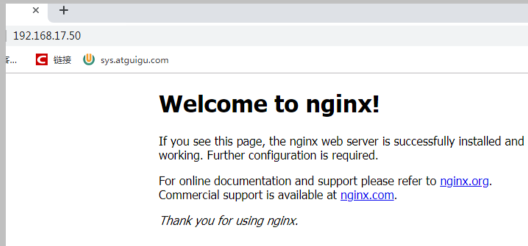 192.168.17.50
客... 链接 sys.atguigu.com
Welcome to nginx!
If you see this page, the nginx web server is successfully installed and
working. Further configuration is required.
For online documentation and support please refer to nginx.org.
Commercial support is available at nginx.com.
Thank you for using nginx.